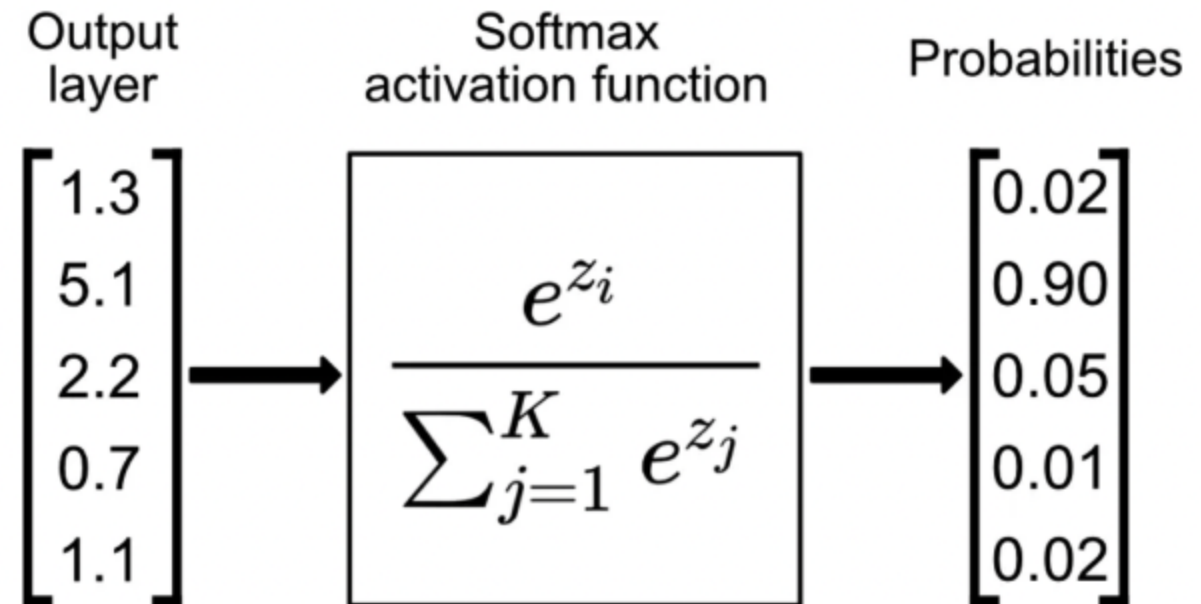 Output
layer
Softmax
activation function
Probabilities
1.3
5.1
2.2
0.7
1.1
e^{z_i}
∑_{j=1}^{K} e^{z_j}
0.02
0.90
0.05
0.01
0.02